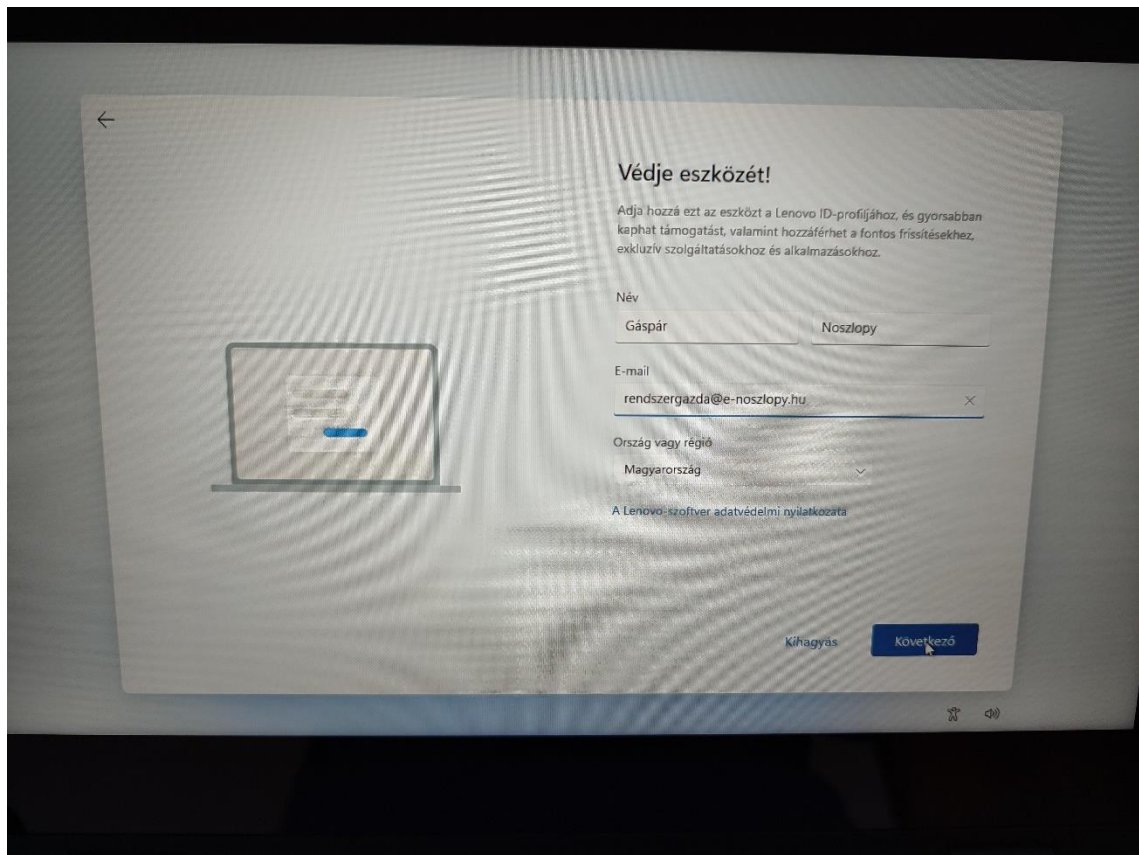 Védje eszközét!
Adja hozzá ezt az eszközt a Lenovo ID-profiljához, és gyorsabban
kaphat támogatást, valamint hozzáférhet a fontos frissítésekhez,
exkluzív szolgáltatásokhoz és alkalmazásokhoz.
Név
Gáspár Noszlopy
E-mail
rendszergazda@e-noszlopy.hu
Ország vagy régió
Magyarország
A Lenovo-szoftver adatvédelmi nyilatkozata
Kihagyás Következő